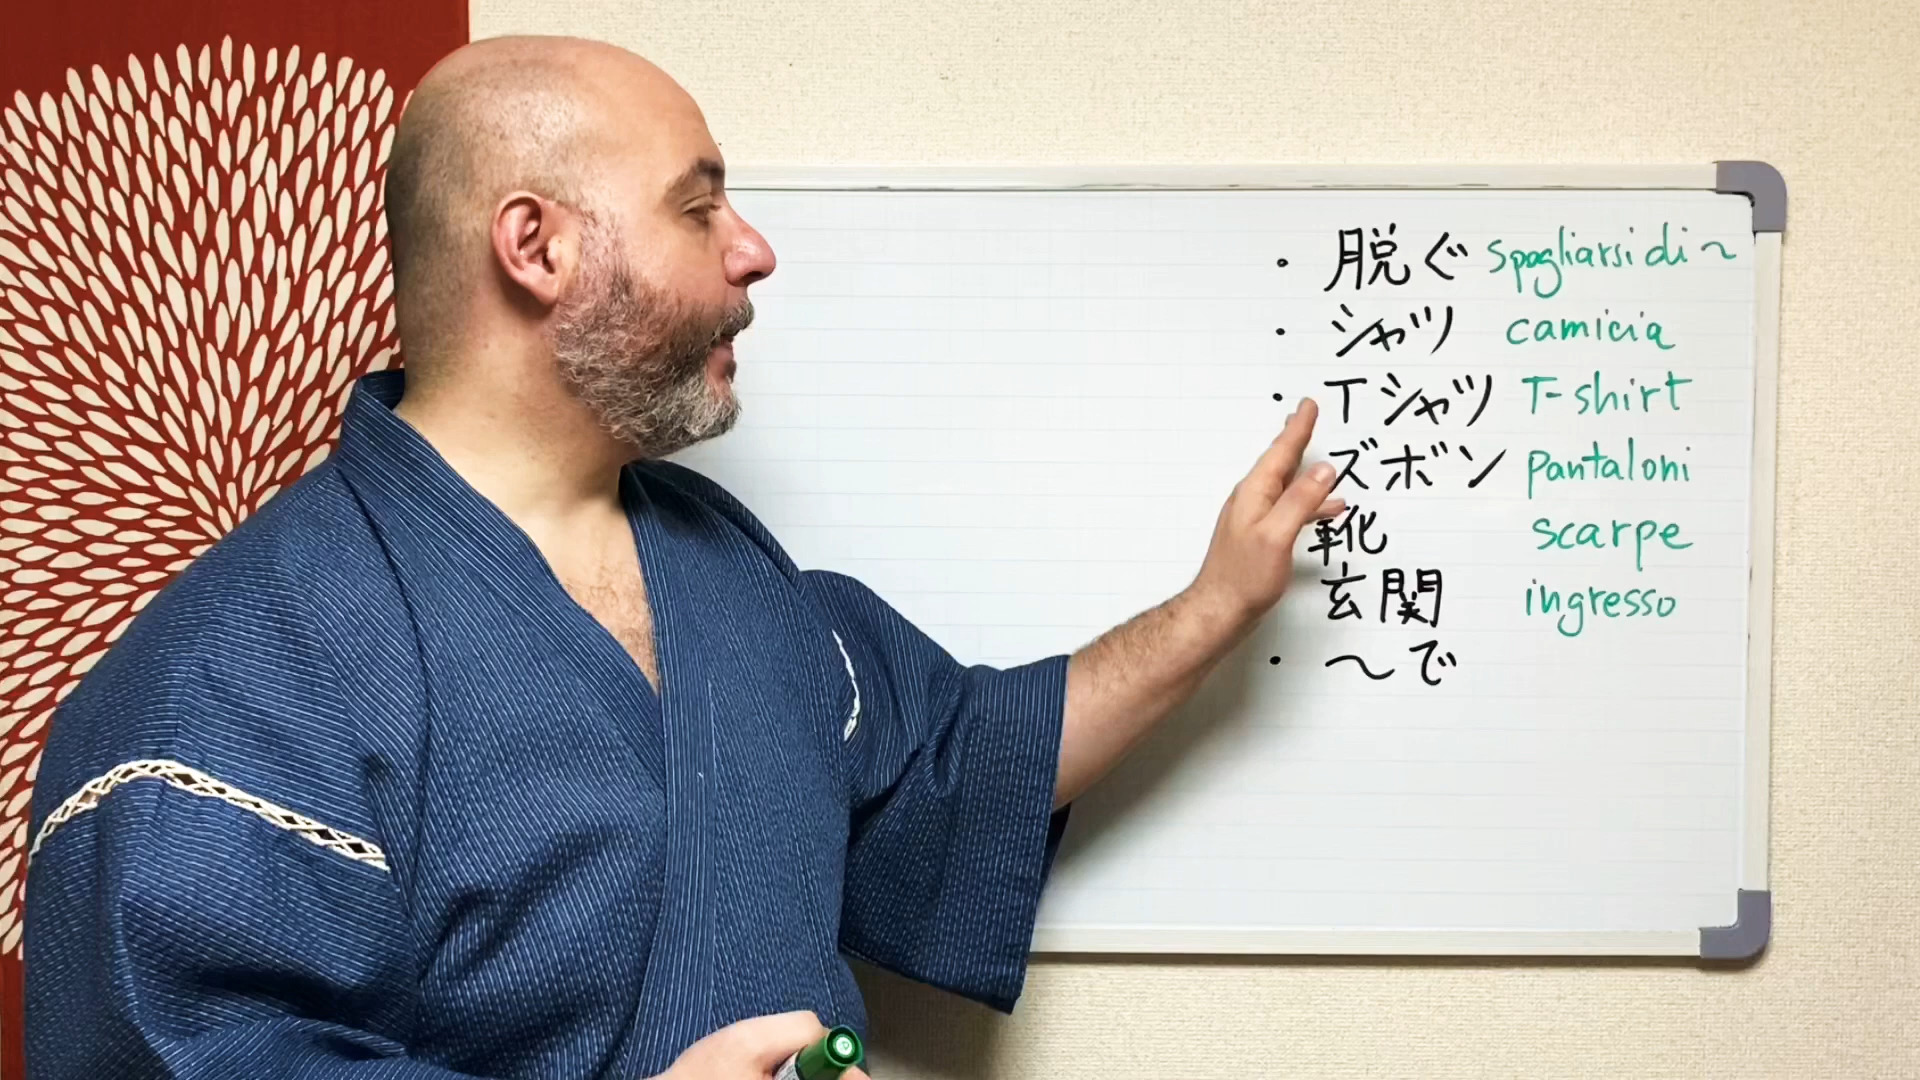 ・脱ぐ spogliarsi di ~
・シャツ camicia
・Tシャツ T-shirt
ズボン pantaloni
靴 scarpe
玄関 ingresso
・〜で